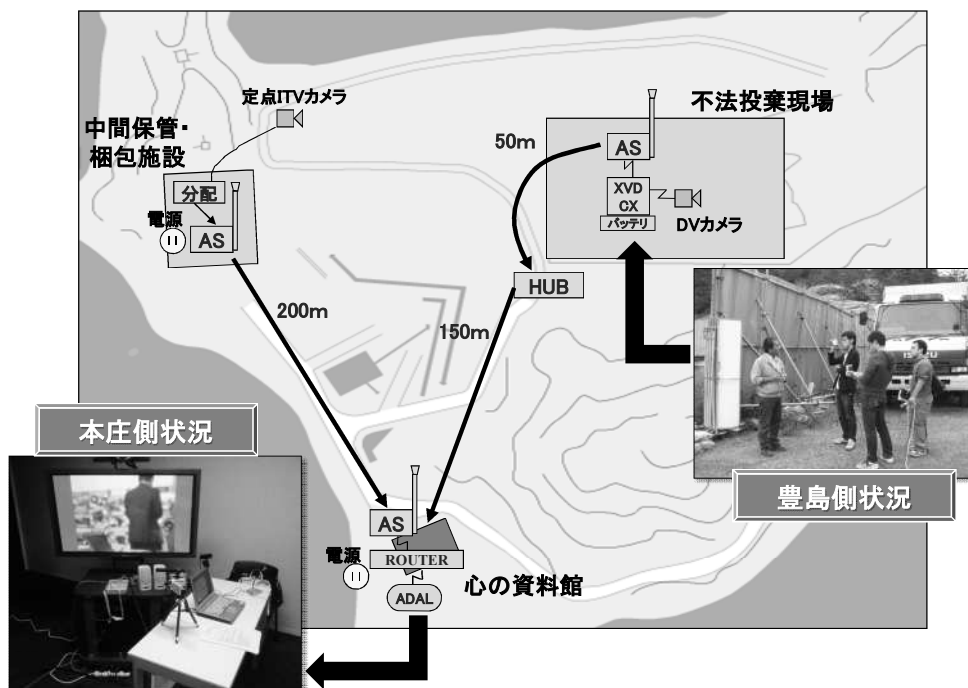 定点ITVカメラ
中間保管・
梱包施設
分配
電源
AS
200m
不法投棄現場
50m
AS
XVD
CX
バッテリ
DVカメラ
HUB
150m
ISUZU
本庄側状況
豊島側状況
AS
電源
ROUTER
心の資料館
ADAL